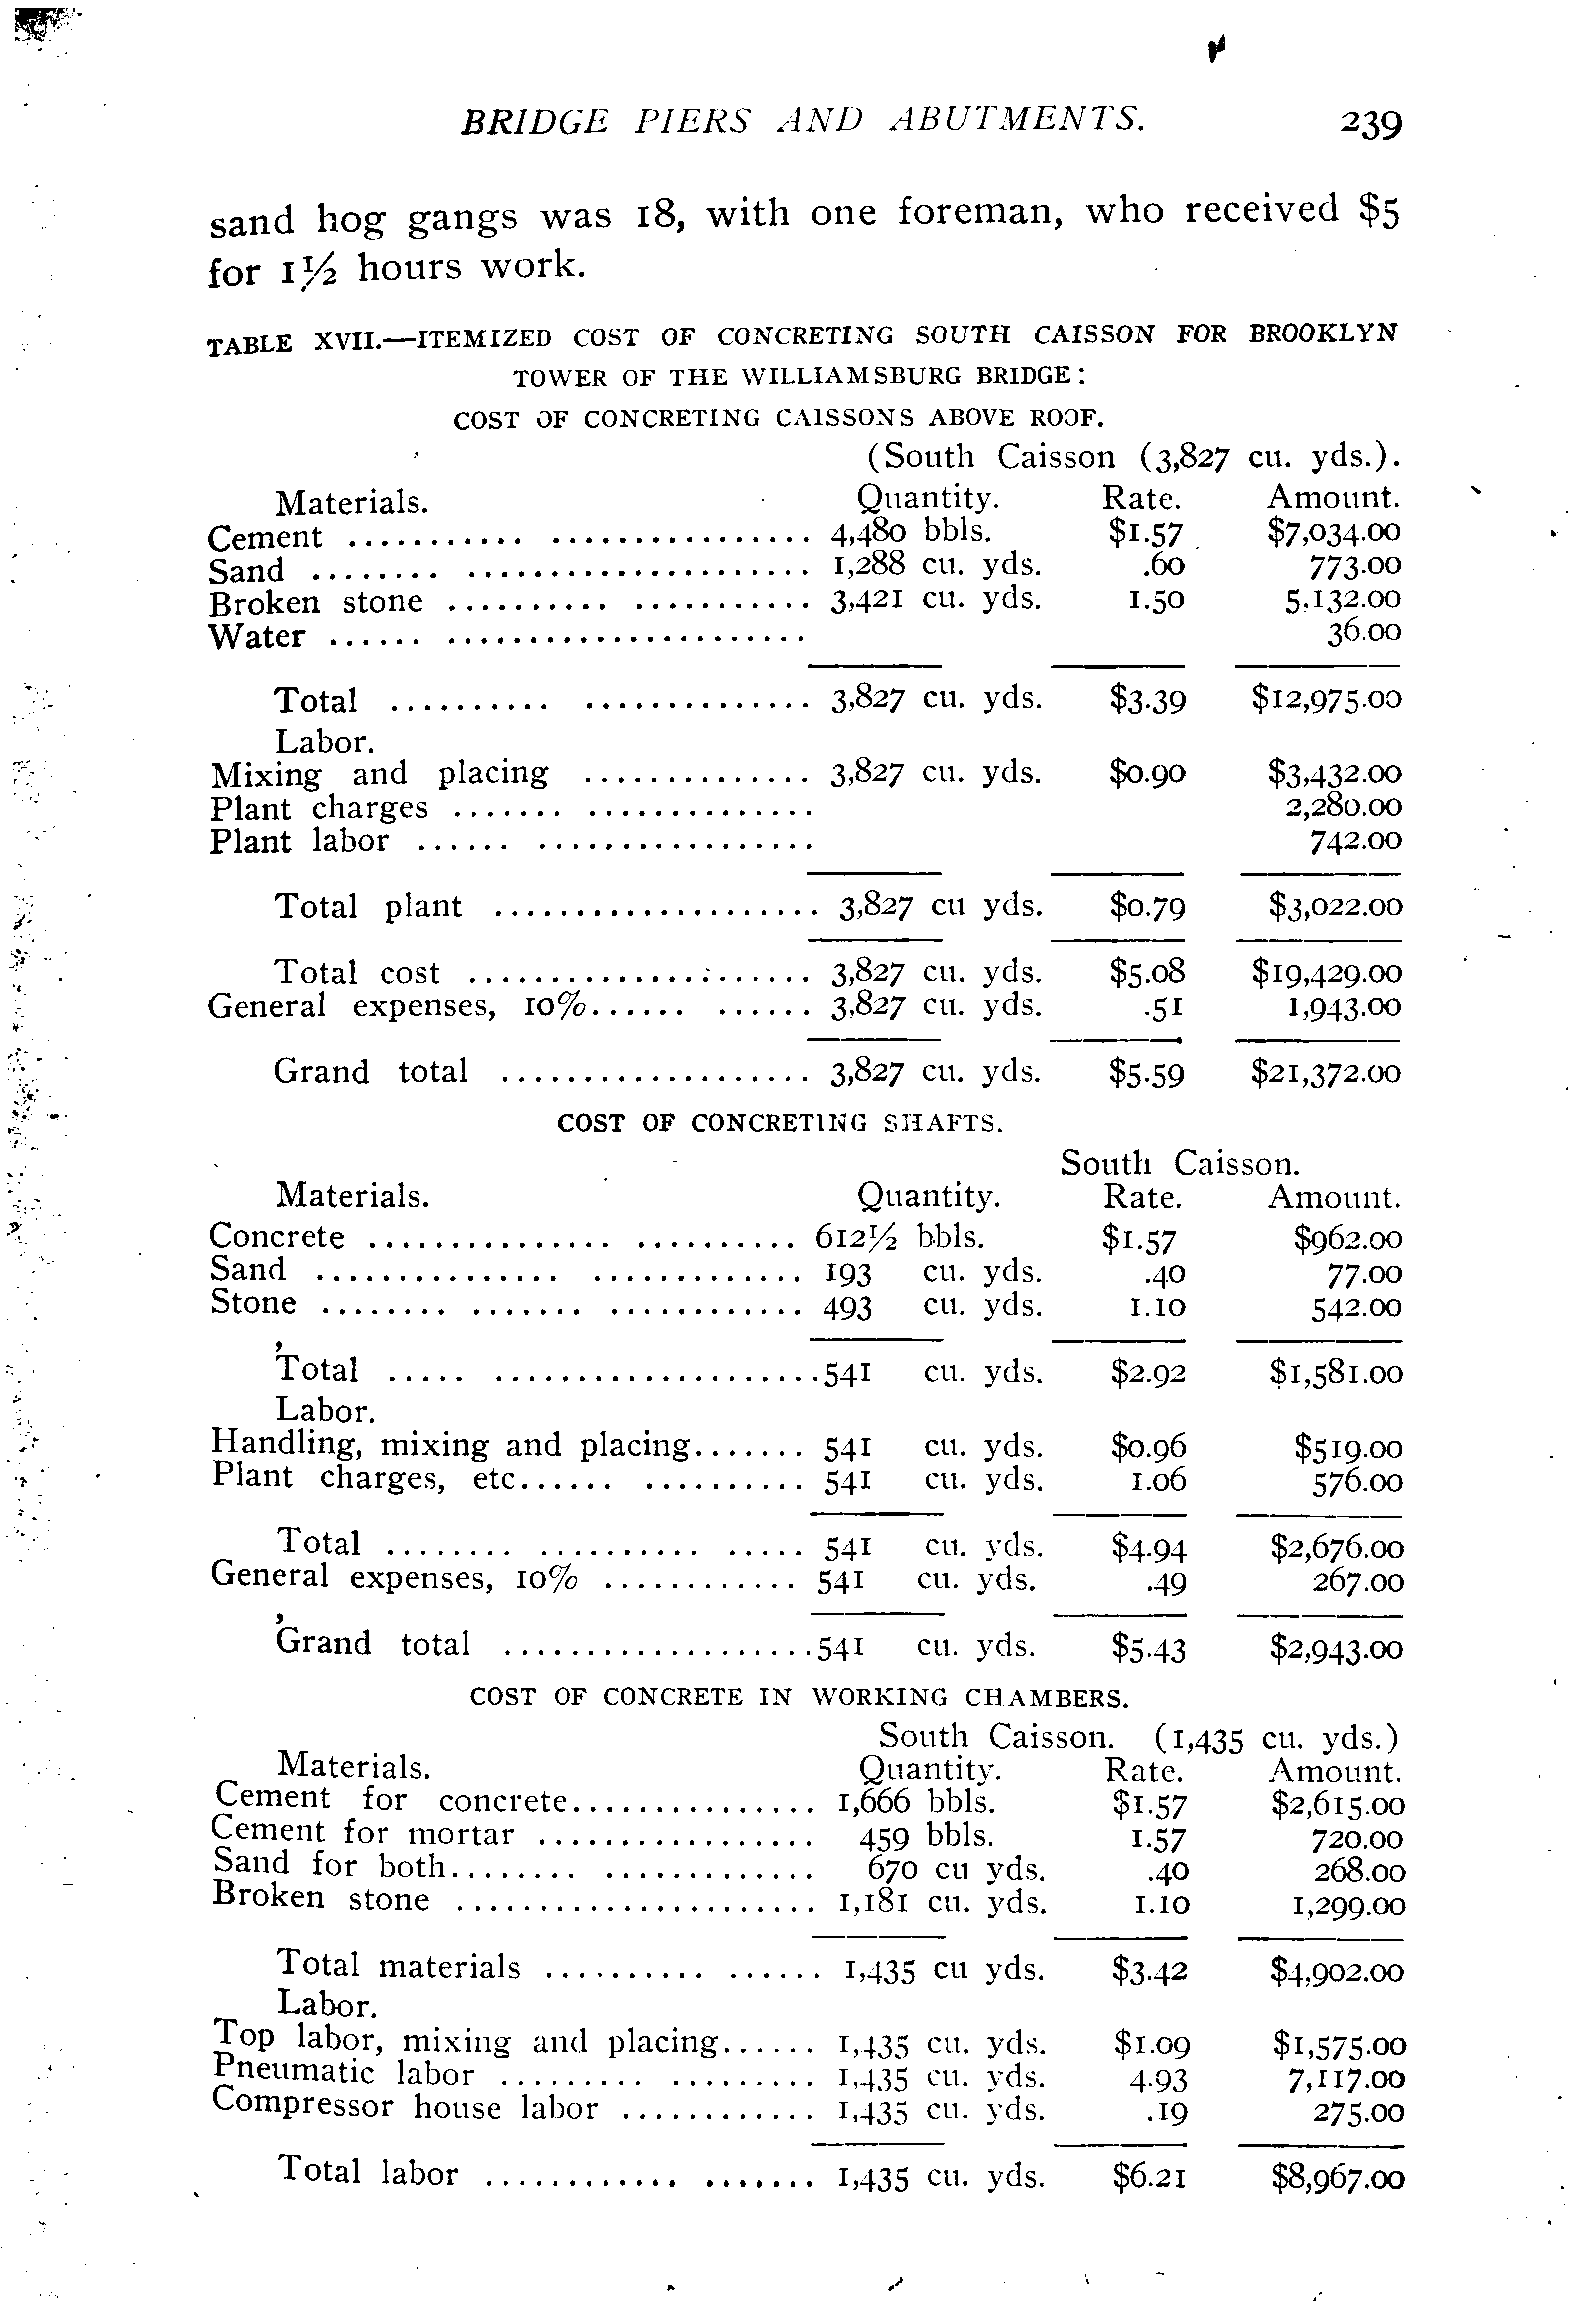 BRIDGE PIERS AND ABUTMENTS. 239
sand hog gangs was 18, with one foreman, who received $5
for 1½ hours work.
TABLE XVII.—ITEMIZED COST OF CONCRETING SOUTH CAISSON FOR BROOKLYN
TOWER OF THE WILLIAMSBURG BRIDGE:
COST OF CONCRETING CAISSONS ABOVE ROOF.
(South Caisson (3,827 cu. yds.).
Materials. Quantity. Rate. Amount.
Cement ........... ................ 4,480 bbls. $1.57 $7,034.00
Sand ........ ...................... 1,288 cu. yds. .60 773.00
Broken stone .......... ........... 3,421 cu. yds. 1.50 5,132.00
Water ...... ....................... 36.00
Total .......... .............. 3,827 cu. yds. $3.39 $12,975.00
Labor.
Mixing and placing .............. 3,827 cu. yds. $0.90 $3,432.00
Plant charges ....... .............. 2,280.00
Plant labor ...... ................. 742.00
Total plant .................... 3,827 cu yds. $0.79 $3,022.00
Total cost ..................... 3,827 cu. yds. $5.08 $19,429.00
General expenses, 10%...... ...... 3,827 cu. yds. .51 1,943.00
Grand total ................... 3,827 cu. yds. $5.59 $21,372.00
COST OF CONCRETING SHAFTS.
South Caisson.
Materials. Quantity. Rate. Amount.
Concrete ............... .......... 612½ bbls. $1.57 $962.00
Sand ............... ............. 193 cu. yds. .40 77.00
Stone ........ ....... ............ 493 cu. yds. 1.10 542.00
Total ..... ....................541 cu. yds. $2.92 $1,581.00
Labor.
Handling, mixing and placing....... 541 cu. yds. $0.96 $519.00
Plant charges, etc...... .......... 541 cu. yds. 1.06 576.00
Total ........ .......... ..... 541 cu. yds. $4.94 $2,676.00
General expenses, 10% ............ 541 cu. yds. .49 267.00
Grand total ...................541 cu. yds. $5.43 $2,943.00
COST OF CONCRETE IN WORKING CHAMBERS.
South Caisson. (1,435 cu. yds.)
Materials. Quantity. Rate. Amount.
Cement for concrete............... 1,666 bbls. $1.57 $2,615.00
Cement for mortar ................. 459 bbls. 1.57 720.00
Sand for both........ ............. 670 cu yds. .40 268.00
Broken stone ...................... 1,181 cu. yds. 1.10 1,299.00
Total materials .......... ...... 1,435 cu yds. $3.42 $4,902.00
Labor.
Top labor, mixing and placing...... 1,435 cu. yds. $1.09 $1,575.00
Pneumatic labor ......... ......... 1,435 cu. yds. 4.93 7,117.00
Compressor house labor ............ 1,435 cu. yds. .19 275.00
Total labor ............ ....... 1,435 cu. yds. $6.21 $8,967.00